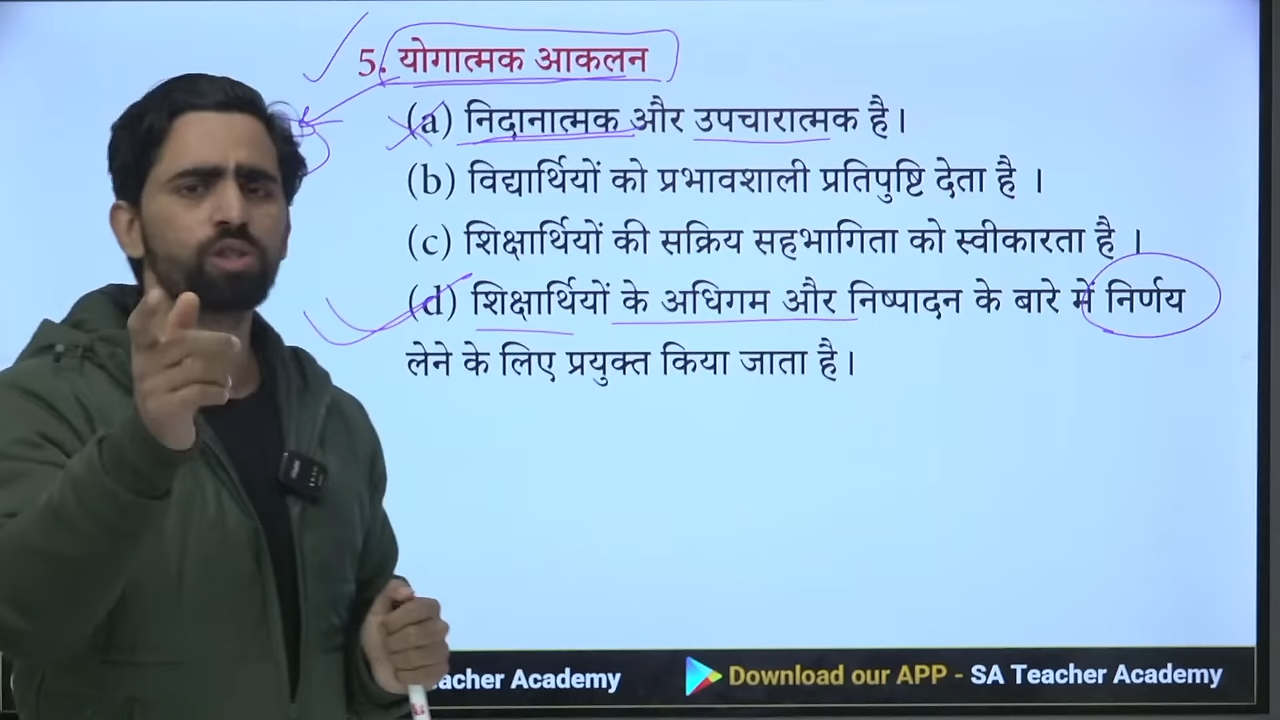 5. योगात्मक आकलन
(a) निदानात्मक और उपचारात्मक है।
(b) विद्यार्थियों को प्रभावशाली प्रतिपुष्टि देता है ।
(c) शिक्षार्थियों की सक्रिय सहभागिता को स्वीकारता है ।
(d) शिक्षार्थियों के अधिगम और निष्पादन के बारे में निर्णय
लेने के लिए प्रयुक्त किया जाता है।
Teacher Academy Download our APP - SA Teacher Academy